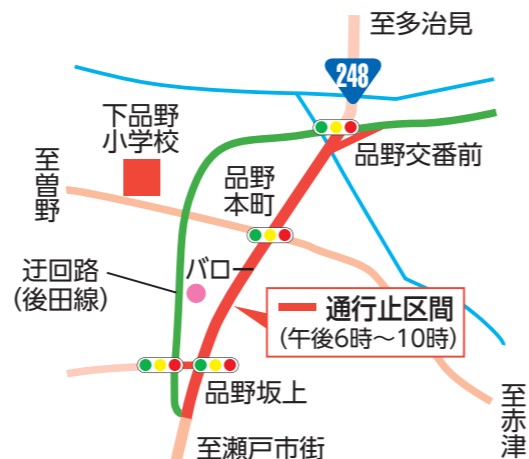 至多治見
248
下品野
小学校
品野交番前
至曽野
品野
本町
迂回路
(後田線)
バロー
通行止区間
(午後6時〜10時)
品野坂上
至赤津
至瀬戸市街